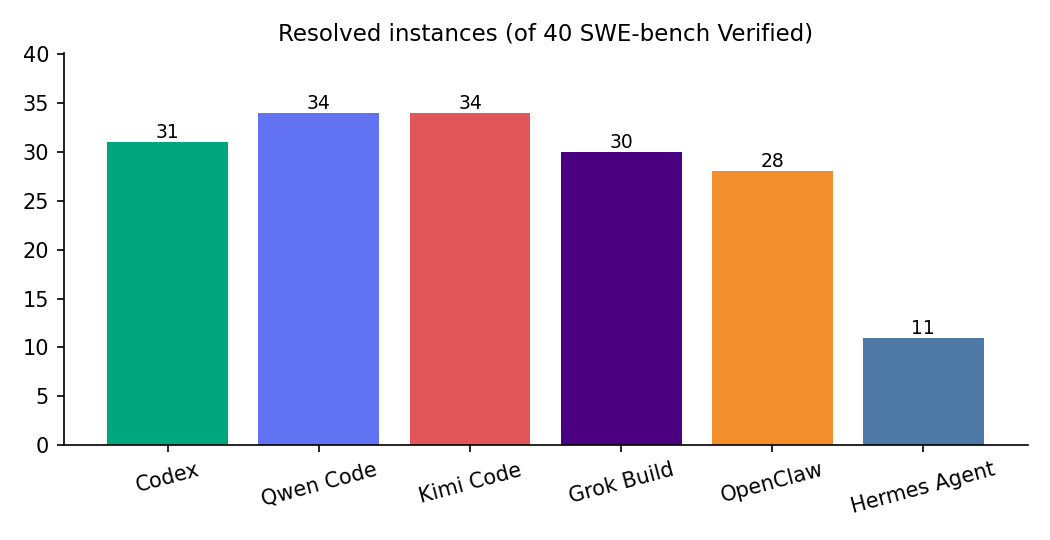 Resolved instances (of 40 SWE-bench Verified)
40
35
30
25
20
15
10
5
0
31
34
34
30
28
11
Codex
Qwen Code
Kimi Code
Grok Build
OpenClaw
Hermes Agent